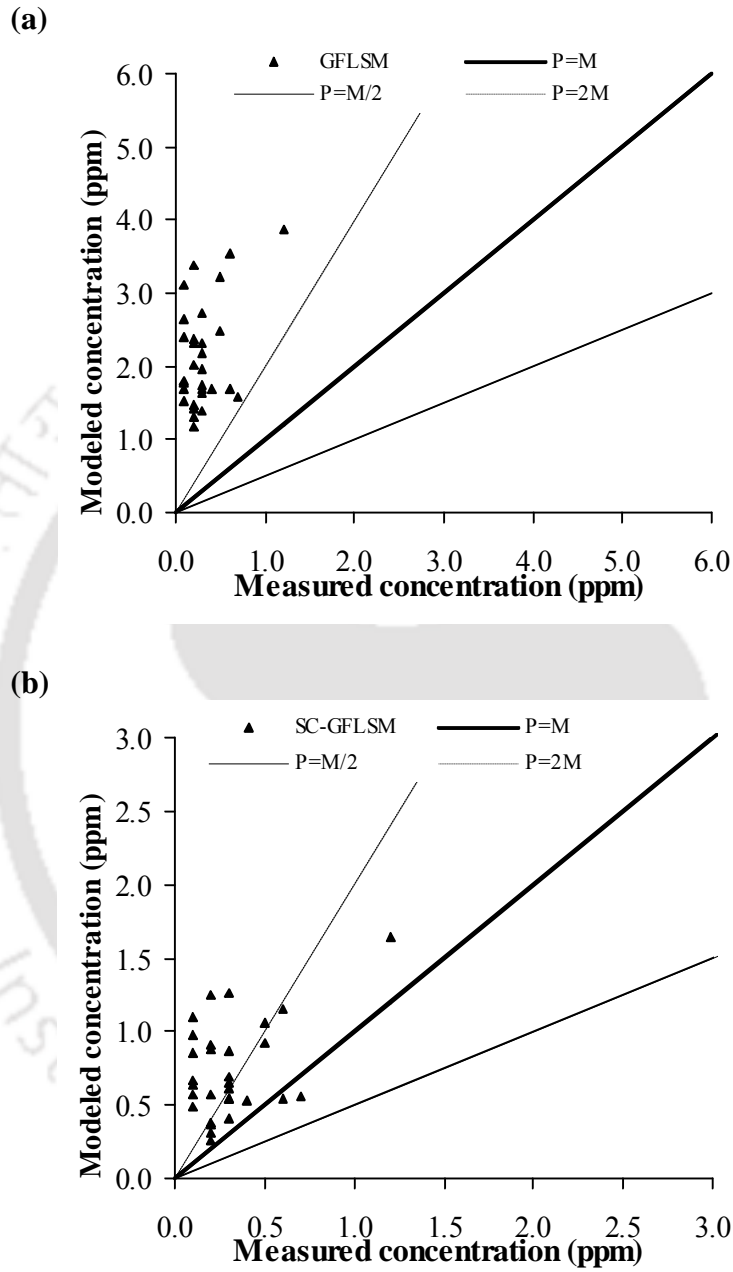 (a)
GFLSM P=M
P=M/2 P=2M
6.0
5.0
4.0
3.0
2.0
1.0
0.0
Modeled concentration (ppm)
0.0 1.0 2.0 3.0 4.0 5.0 6.0
Measured concentration (ppm)
(b)
SC-GFLSM P=M
P=M/2 P=2M
3.0
2.5
2.0
1.5
1.0
0.5
0.0
Modeled concentration (ppm)
0.0 0.5 1.0 1.5 2.0 2.5 3.0
Measured concentration (ppm)